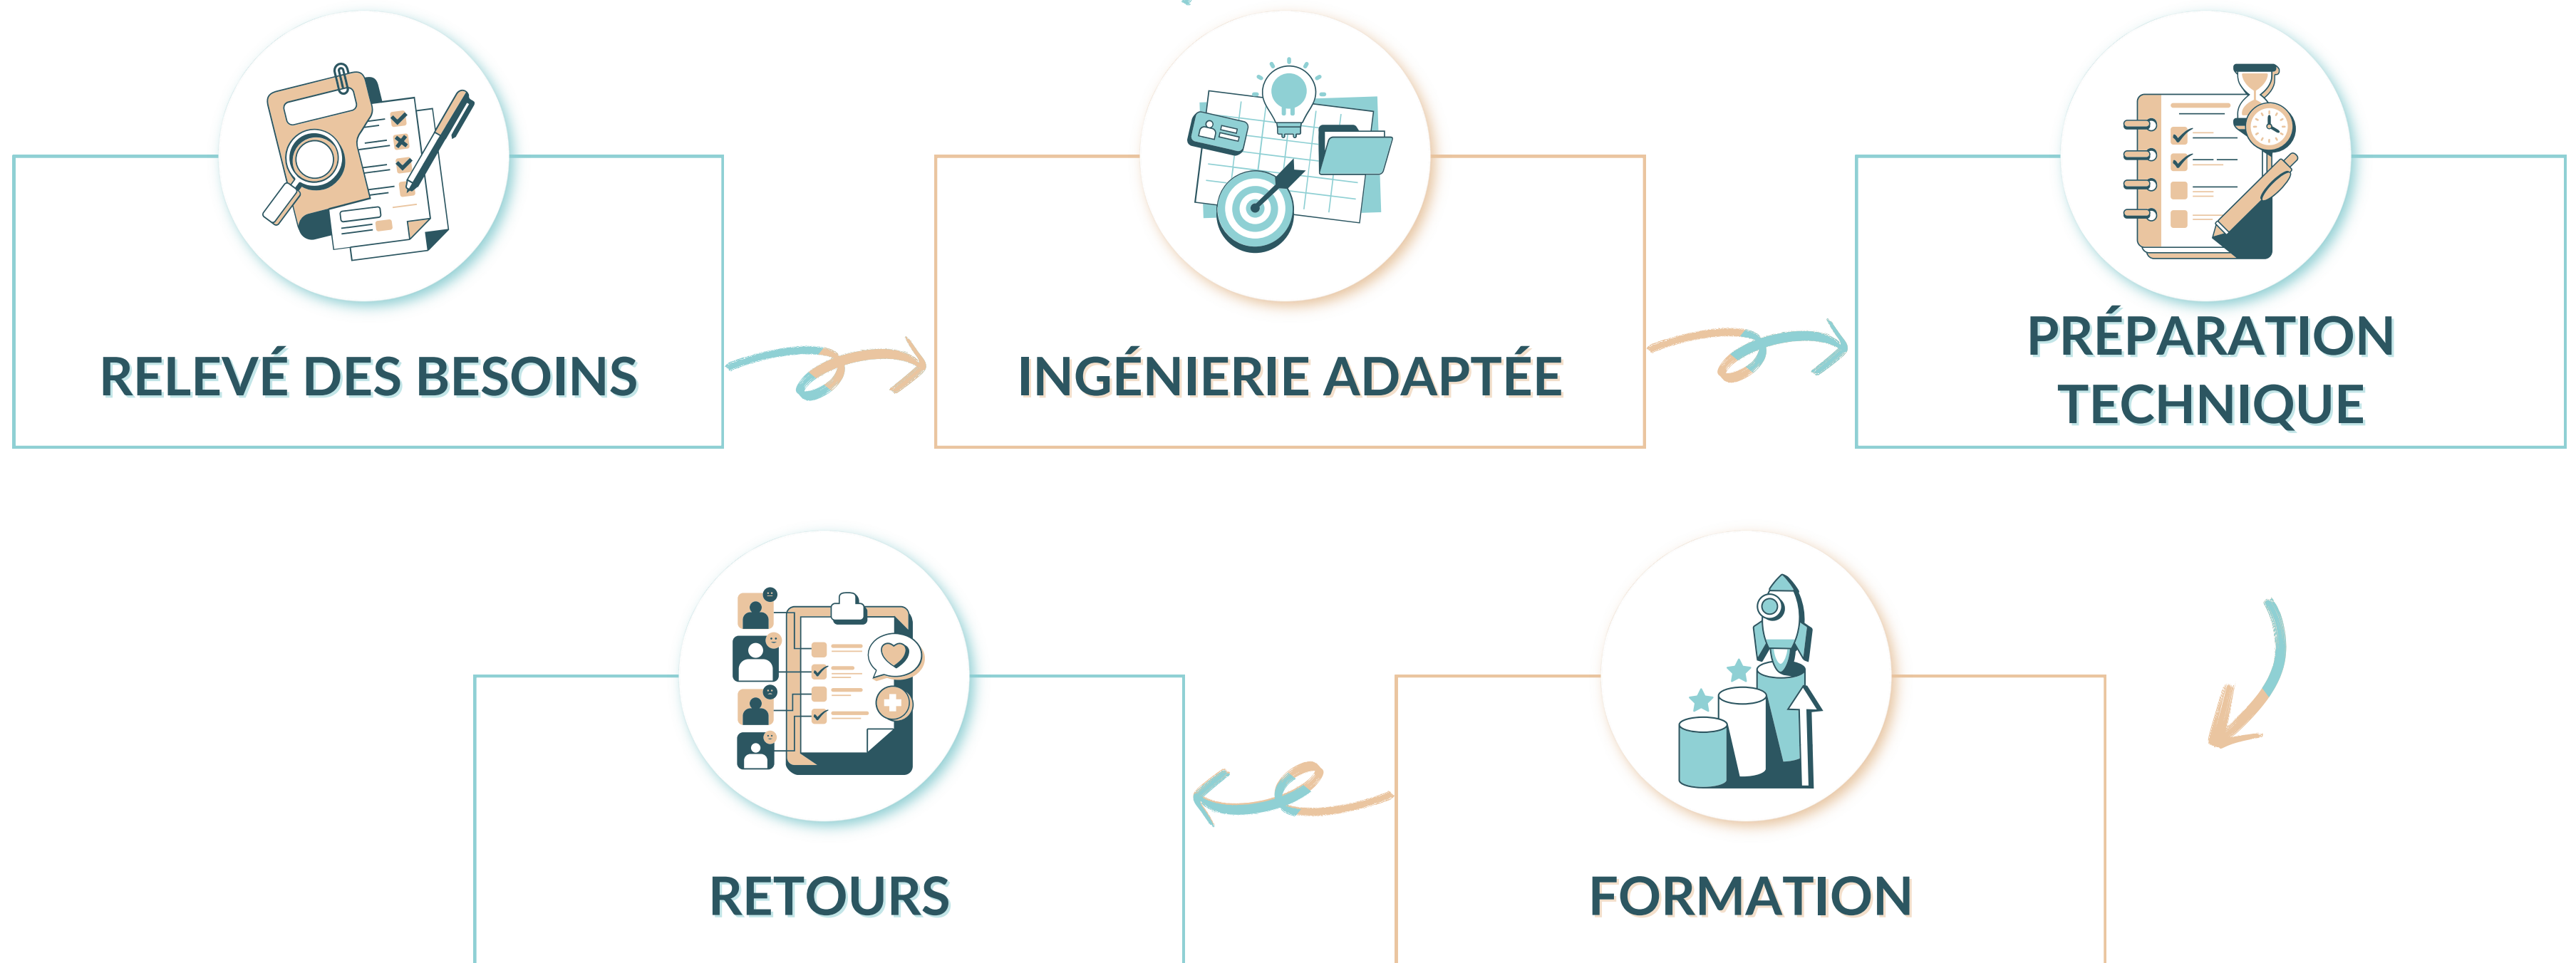 RELEVÉ DES BESOINS
INGÉNIERIE ADAPTÉE
PRÉPARATION
TECHNIQUE
RETOURS
FORMATION